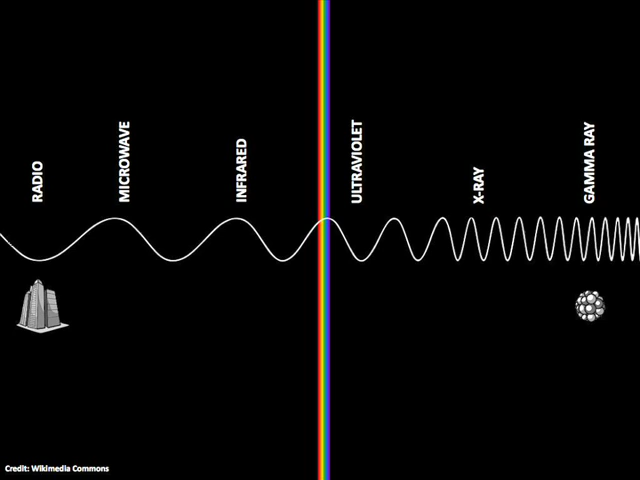 RADIO
MICROWAVE
INFRARED
ULTRAVIOLET
X-RAY
GAMMA RAY
Credit: Wikimedia Commons